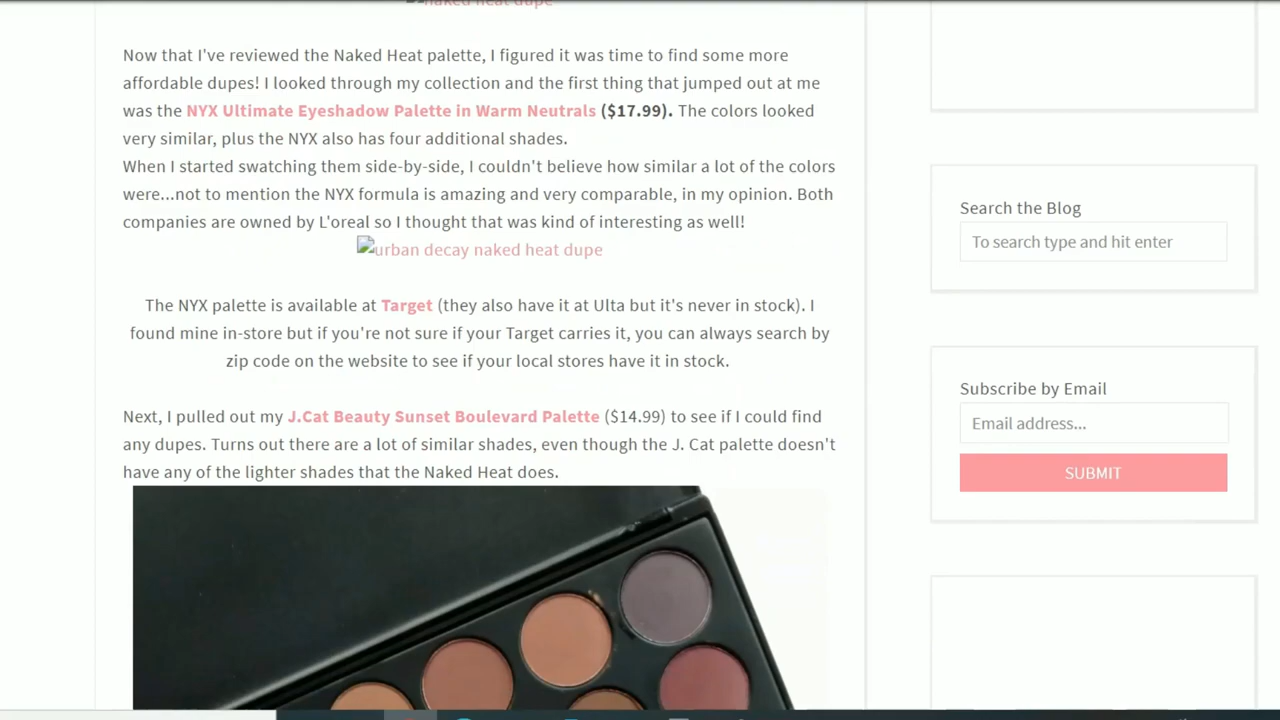 naked heat dupe
Now that I've reviewed the Naked Heat palette, I figured it was time to find some more
affordable dupes! I looked through my collection and the first thing that jumped out at me
was the NYX Ultimate Eyeshadow Palette in Warm Neutrals ($17.99). The colors looked
very similar, plus the NYX also has four additional shades.
When I started swatching them side-by-side, I couldn't believe how similar a lot of the colors
were...not to mention the NYX formula is amazing and very comparable, in my opinion. Both
companies are owned by L'oreal so I thought that was kind of interesting as well!
urban decay naked heat dupe
The NYX palette is available at Target (they also have it at Ulta but it's never in stock). I
found mine in-store but if you're not sure if your Target carries it, you can always search by
zip code on the website to see if your local stores have it in stock.
Next, I pulled out my J.Cat Beauty Sunset Boulevard Palette ($14.99) to see if I could find
any dupes. Turns out there are a lot of similar shades, even though the J. Cat palette doesn't
have any of the lighter shades that the Naked Heat does.
Search the Blog
To search type and hit enter
Subscribe by Email
Email address...
SUBMIT